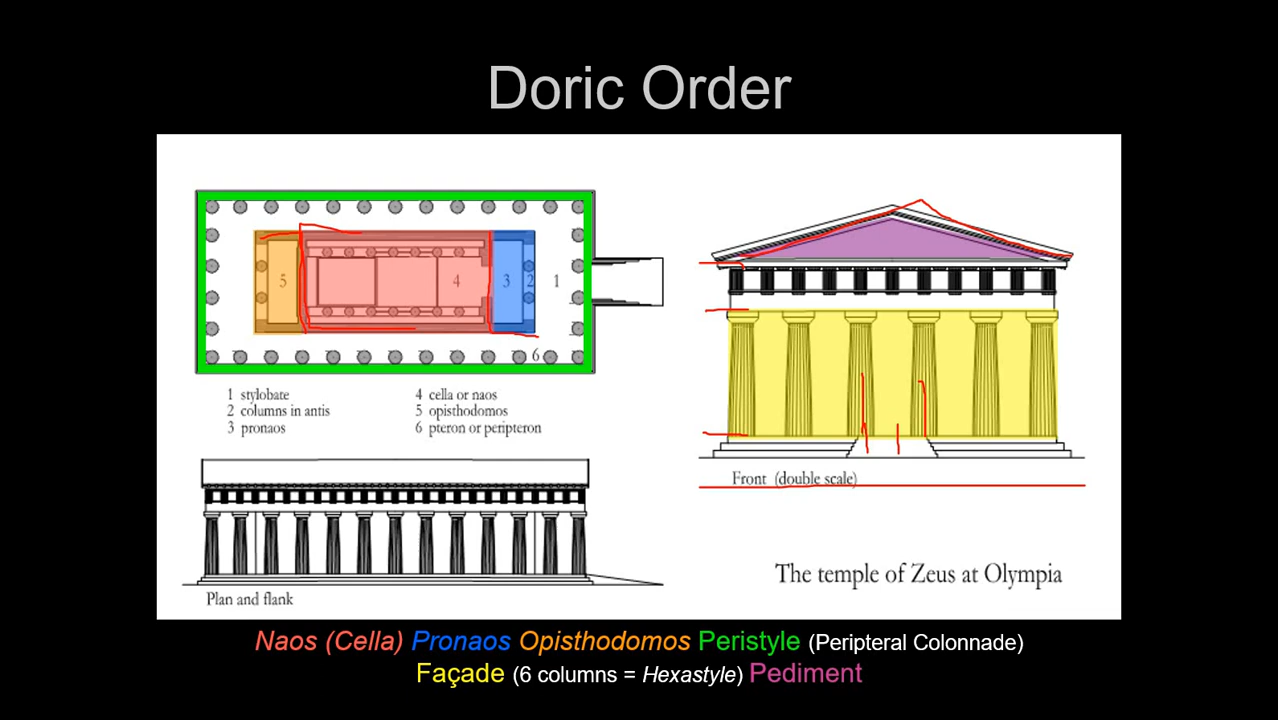 Doric Order
5
4
3
2
1
6
1 stylobate
2 columns in antis
3 pronaos
4 cella or naos
5 opisthodomos
6 pteron or peripteron
Front (double scale)
The temple of Zeus at Olympia
Plan and flank
Naos (Cella) Pronaos Opisthodomos Peristyle (Peripteral Colonnade)
Façade (6 columns = Hexastyle) Pediment